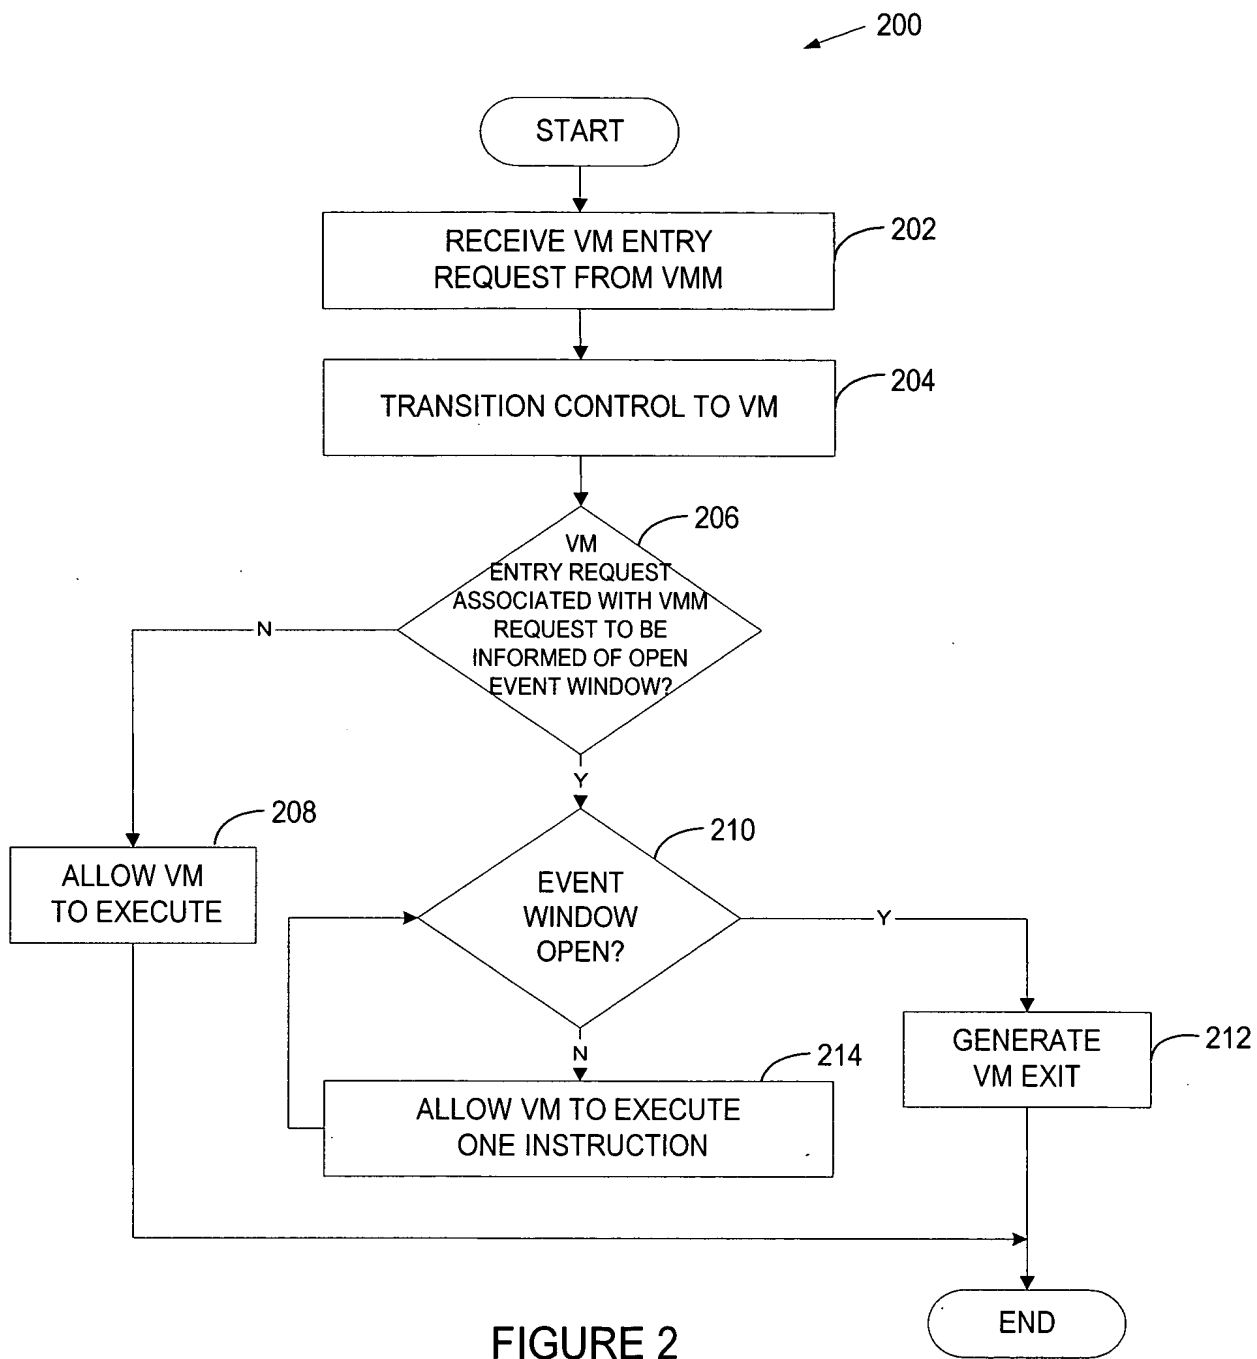 200
START
RECEIVE VM ENTRY
REQUEST FROM VMM
202
TRANSITION CONTROL TO VM
204
206
VM
ENTRY REQUEST
ASSOCIATED WITH VMM
REQUEST TO BE
INFORMED OF OPEN
EVENT WINDOW?
N
Y
208
ALLOW VM
TO EXECUTE
210
EVENT
WINDOW
OPEN?
Y
N
212
GENERATE
VM EXIT
214
ALLOW VM TO EXECUTE
ONE INSTRUCTION
END
FIGURE 2